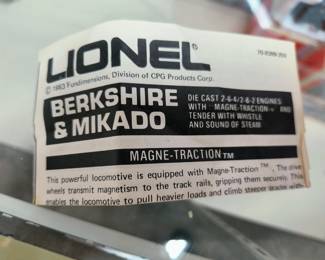 LIONEL®
© 1983 Fundimensions, Division of CPG Products Corp.
BERKSHIRE
& MIKADO
DIE CAST 2-8-4/2-8-2 ENGINES
WITH MAGNE-TRACTION™ AND
TENDER WITH WHISTLE
AND SOUND OF STEAM
MAGNE-TRACTION™
This powerful locomotive is equipped with Magne-Traction™. The drive
wheels transmit magnetism to the track rails, gripping them securely. This
enables the locomotive to pull heavier loads and climb steeper grades